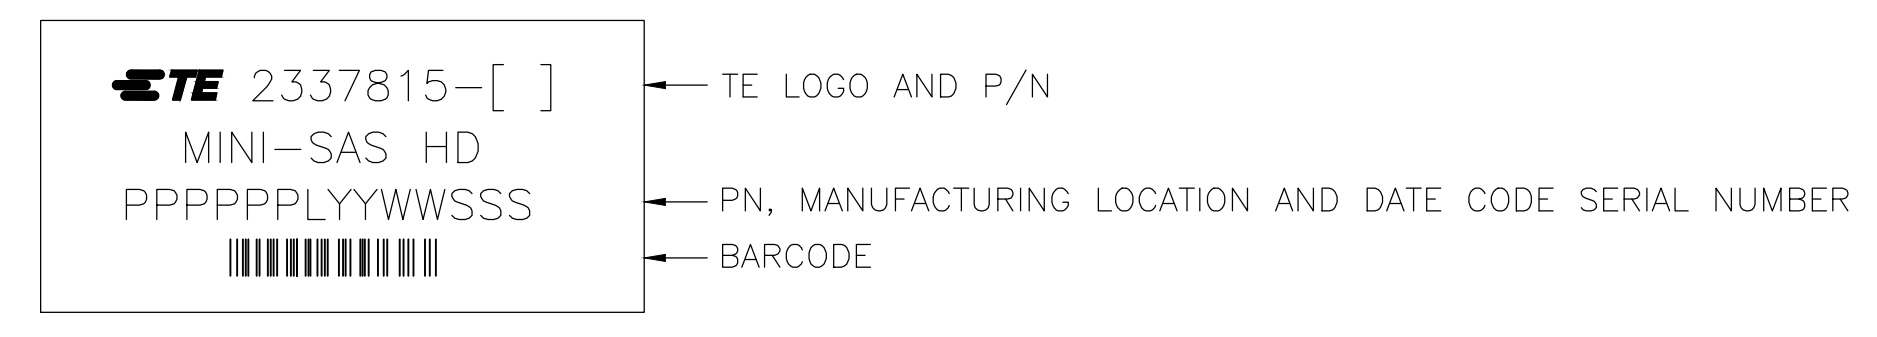 TE 2337815-[ ] TE LOGO AND P/N
MINI-SAS HD
PPPPPPLYYWWSSS PN, MANUFACTURING LOCATION AND DATE CODE SERIAL NUMBER
BARCODE